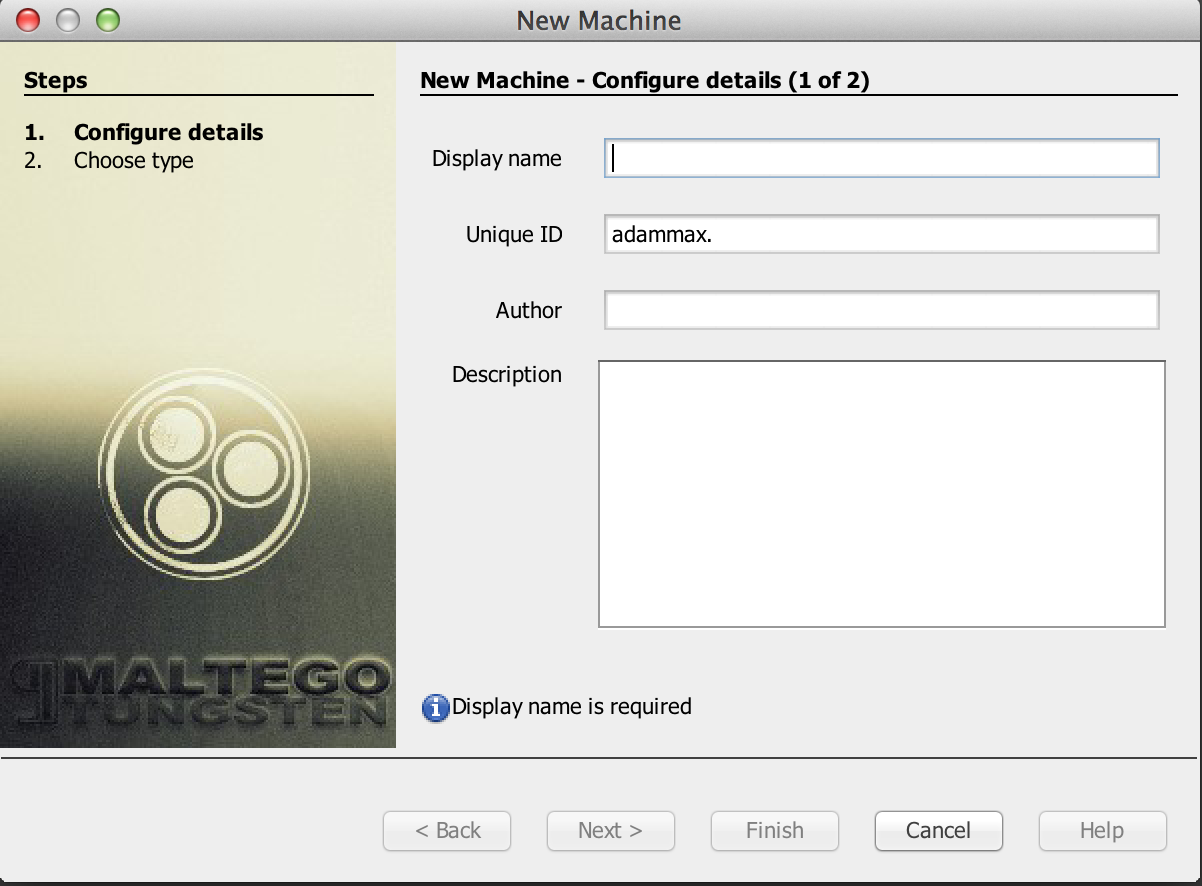 New Machine
Steps
1. Configure details
2. Choose type
MALTEGO
TUNGSTEN
New Machine - Configure details (1 of 2)
Display name
Unique ID adammax.
Author
Description
Display name is required
< Back Next > Finish Cancel Help